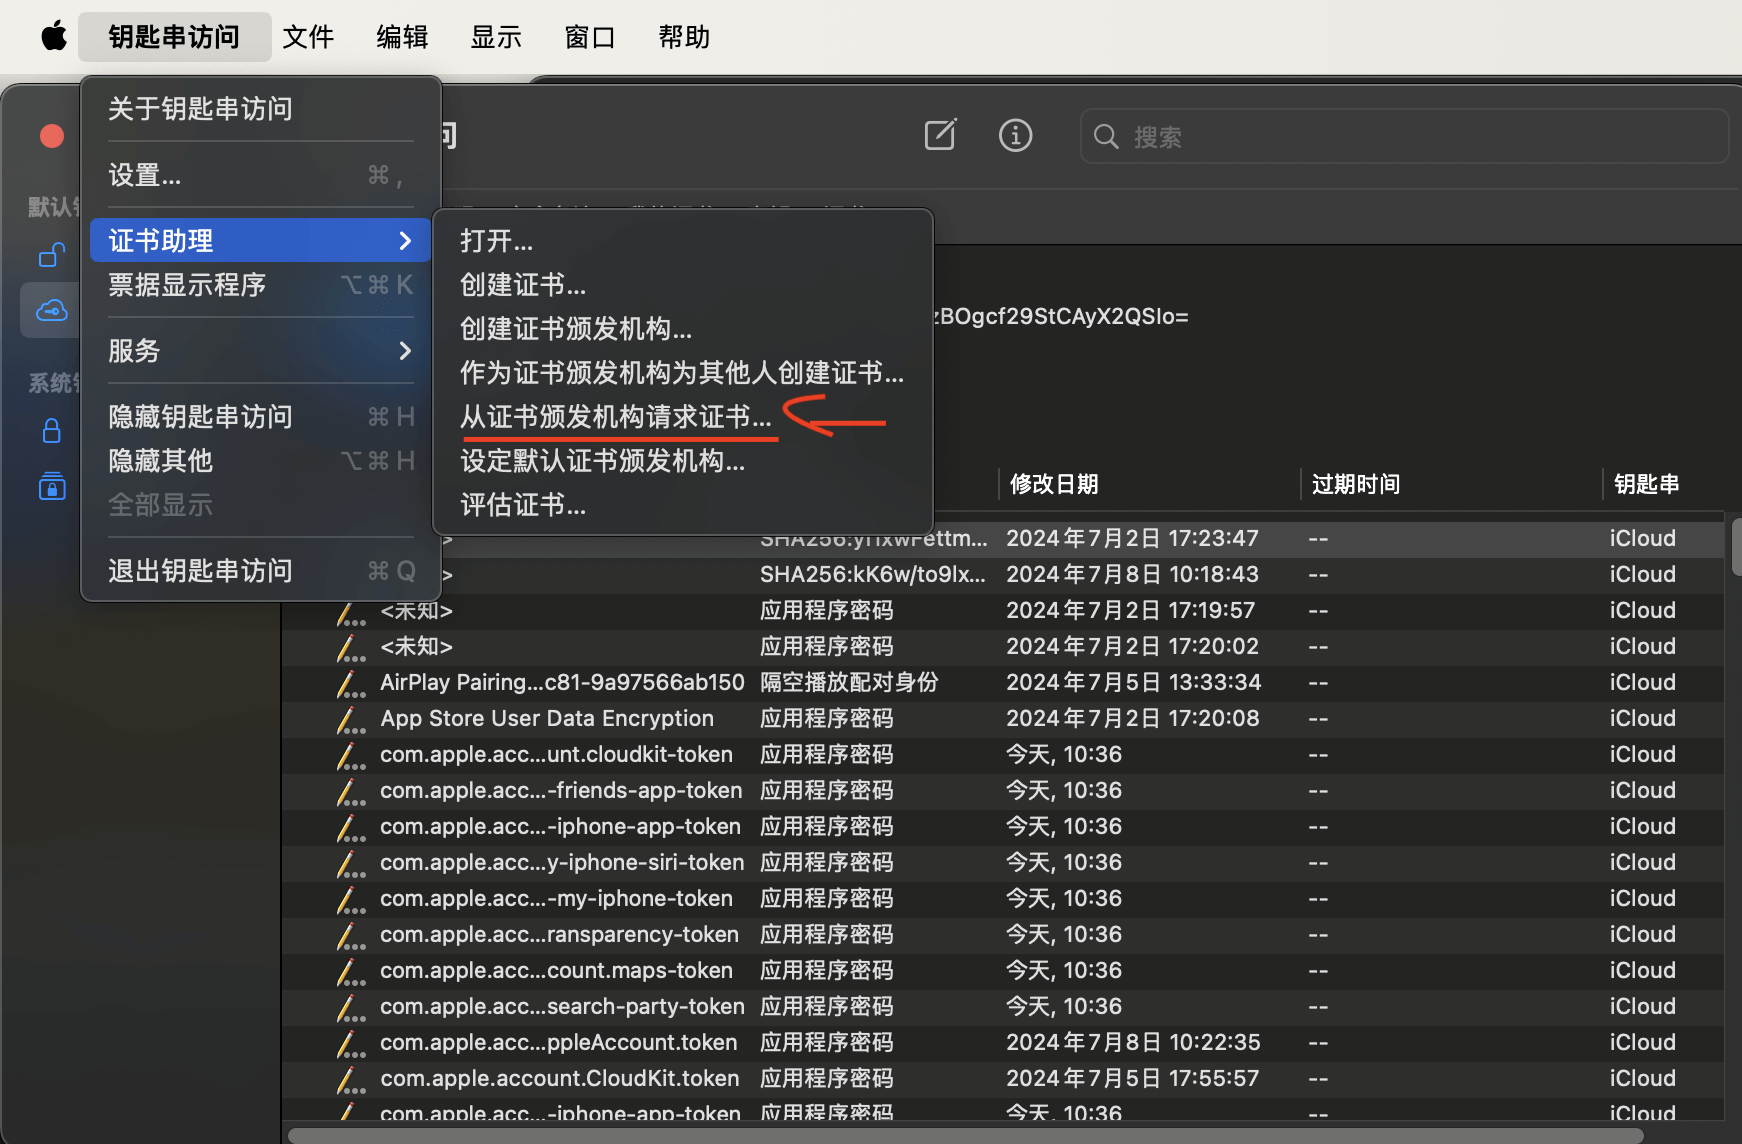 钥匙串访问 文件 编辑 显示 窗口 帮助
关于钥匙串访问
设置... ⌘ ,
证书助理
票据显示程序 ⌥ ⌘ K
服务
隐藏钥匙串访问 ⌘ H
隐藏其他 ⌥ ⌘ H
全部显示
退出钥匙串访问 ⌘ Q
打开...
创建证书...
创建证书颁发机构...
作为证书颁发机构为其他人创建证书...
从证书颁发机构请求证书...
设定默认证书颁发机构...
评估证书...
搜索
默认
系统
zBOgcf29StCAyX2QSIo=
修改日期 过期时间 钥匙串
2024年7月2日 17:23:47 -- iCloud
SHA256:kK6w/to9lx... 2024年7月8日 10:18:43 -- iCloud
<未知> 应用程序密码 2024年7月2日 17:19:57 -- iCloud
<未知> 应用程序密码 2024年7月2日 17:20:02 -- iCloud
AirPlay Pairing...c81-9a97566ab150 隔空播放配对身份 2024年7月5日 13:33:34 -- iCloud
App Store User Data Encryption 应用程序密码 2024年7月2日 17:20:08 -- iCloud
com.apple.acc...unt.cloudkit-token 应用程序密码 今天, 10:36 -- iCloud
com.apple.acc...-friends-app-token 应用程序密码 今天, 10:36 -- iCloud
com.apple.acc...-iphone-app-token 应用程序密码 今天, 10:36 -- iCloud
com.apple.acc...y-iphone-siri-token 应用程序密码 今天, 10:36 -- iCloud
com.apple.acc...-my-iphone-token 应用程序密码 今天, 10:36 -- iCloud
com.apple.acc...ransparency-token 应用程序密码 今天, 10:36 -- iCloud
com.apple.acc...count.maps-token 应用程序密码 今天, 10:36 -- iCloud
com.apple.acc...search-party-token 应用程序密码 今天, 10:36 -- iCloud
com.apple.acc...ppleAccount.token 应用程序密码 2024年7月8日 10:22:35 -- iCloud
com.apple.account.CloudKit.token 应用程序密码 2024年7月5日 17:55:57 -- iCloud
com.apple.acc...-iphone-app-token 应用程序密码 今天, 10:36 -- iCloud